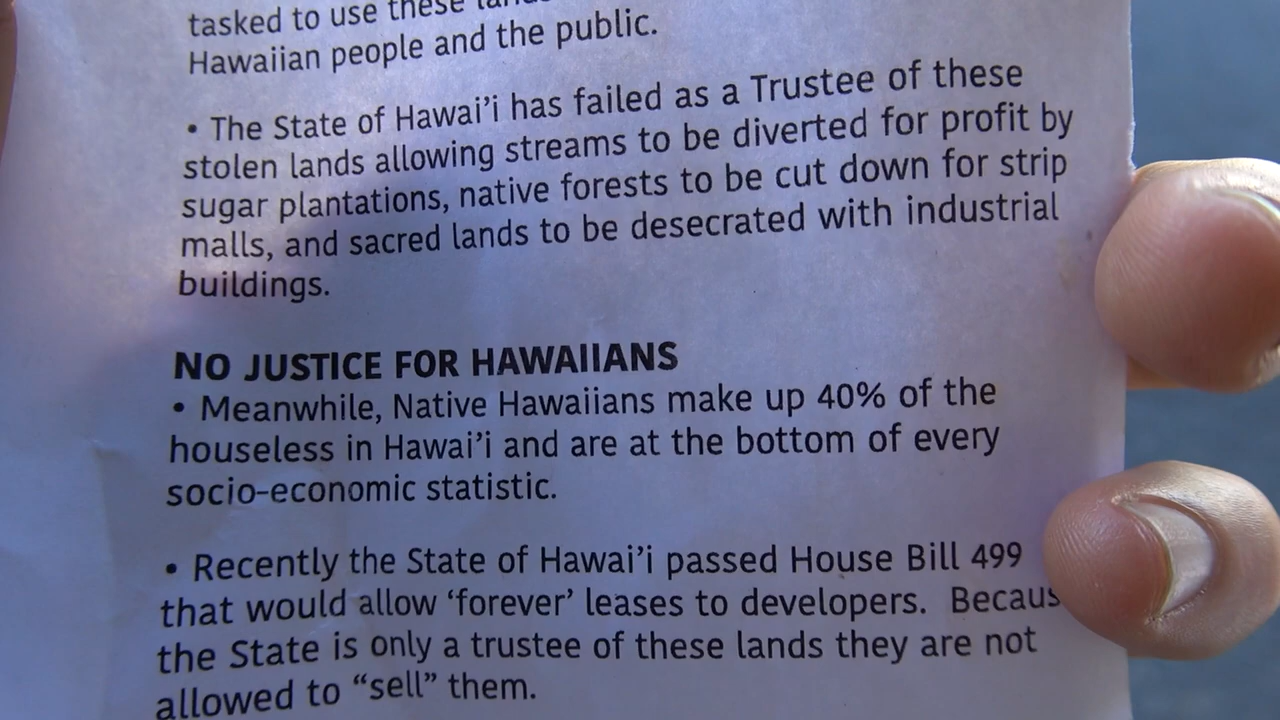 tasked to use these
Hawaiian people and the public.
• The State of Hawai’i has failed as a Trustee of these
stolen lands allowing streams to be diverted for profit by
sugar plantations, native forests to be cut down for strip
malls, and sacred lands to be desecrated with industrial
buildings.
NO JUSTICE FOR HAWAIIANS
• Meanwhile, Native Hawaiians make up 40% of the
houseless in Hawai’i and are at the bottom of every
socio-economic statistic.
• Recently the State of Hawai’i passed House Bill 499
that would allow ‘forever’ leases to developers. Becaus
the State is only a trustee of these lands they are not
allowed to “sell” them.